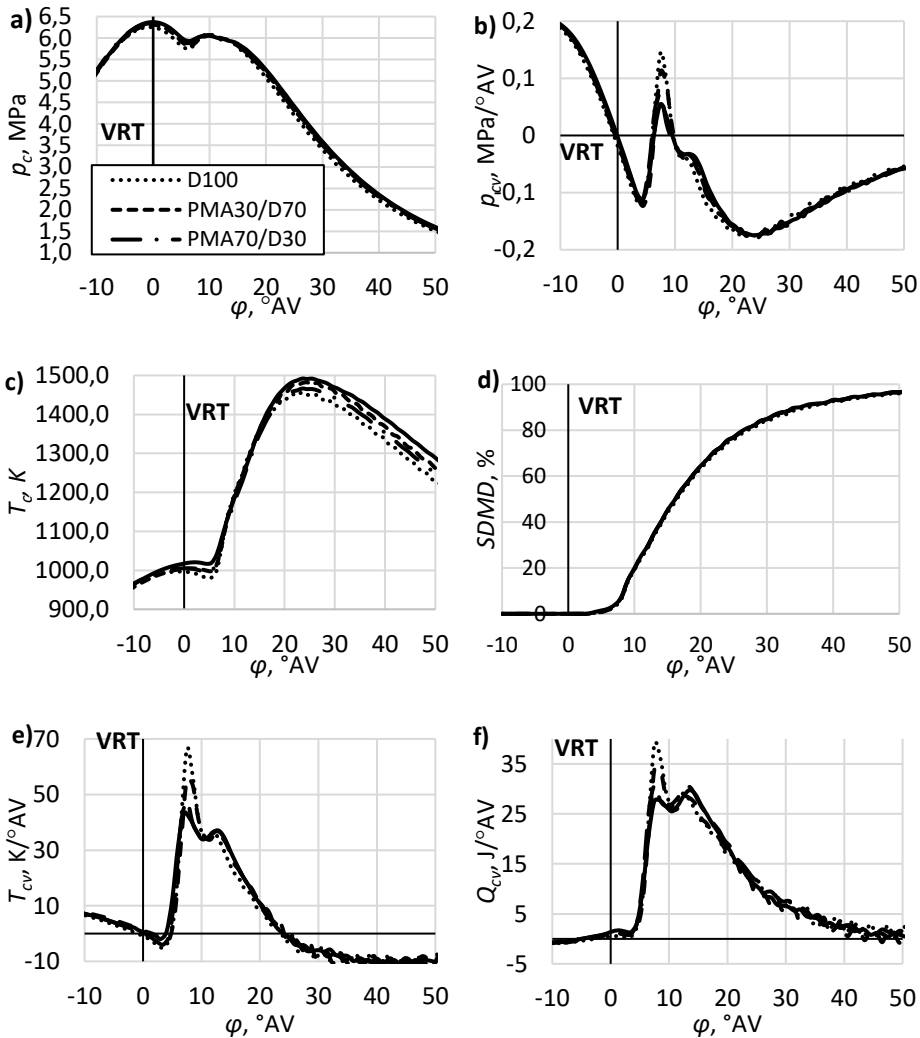 a)
6,5
6,0
5,5
5,0
4,5
4,0
3,5
3,0
2,5
2,0
1,5
1,0
p_c, MPa
VRT
D100
PMA30/D70
PMA70/D30
-10 0 10 20 30 40 50
φ, °AV
b)
0,2
0,1
0
-0,1
-0,2
p_cv, MPa/°AV
VRT
-10 0 10 20 30 40 50
φ, °AV
c)
1500,0
1400,0
1300,0
1200,0
1100,0
1000,0
900,0
T_c, K
VRT
-10 0 10 20 30 40 50
φ, °AV
d)
100
80
60
40
20
0
SDMD, %
VRT
-10 0 10 20 30 40 50
φ, °AV
e)
70
50
30
10
-10
T_cv, K/°AV
VRT
-10 0 10 20 30 40 50
φ, °AV
f)
35
25
15
5
-5
Q_cv, J/°AV
VRT
-10 0 10 20 30 40 50
φ, °AV